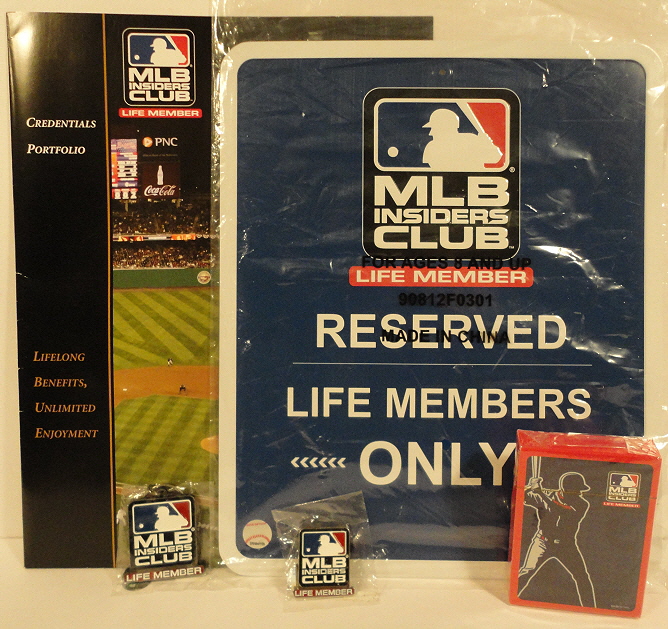 MLB
INSIDERS
CLUB
LIFE MEMBER
CREDENTIALS
PORTFOLIO
PNC
Coca-Cola
LIFELONG
BENEFITS,
UNLIMITED
ENJOYMENT
MLB
INSIDERS
CLUB
FOR AGES 8 AND UP
LIFE MEMBER
90812F0301
RESERVED
MADE IN CHINA
LIFE MEMBERS
‹‹‹‹‹‹ ONLY
MLB
INSIDERS
CLUB
LIFE MEMBER
MLB
INSIDERS
CLUB
LIFE MEMBER
MLB
INSIDERS
CLUB
LIFE MEMBER